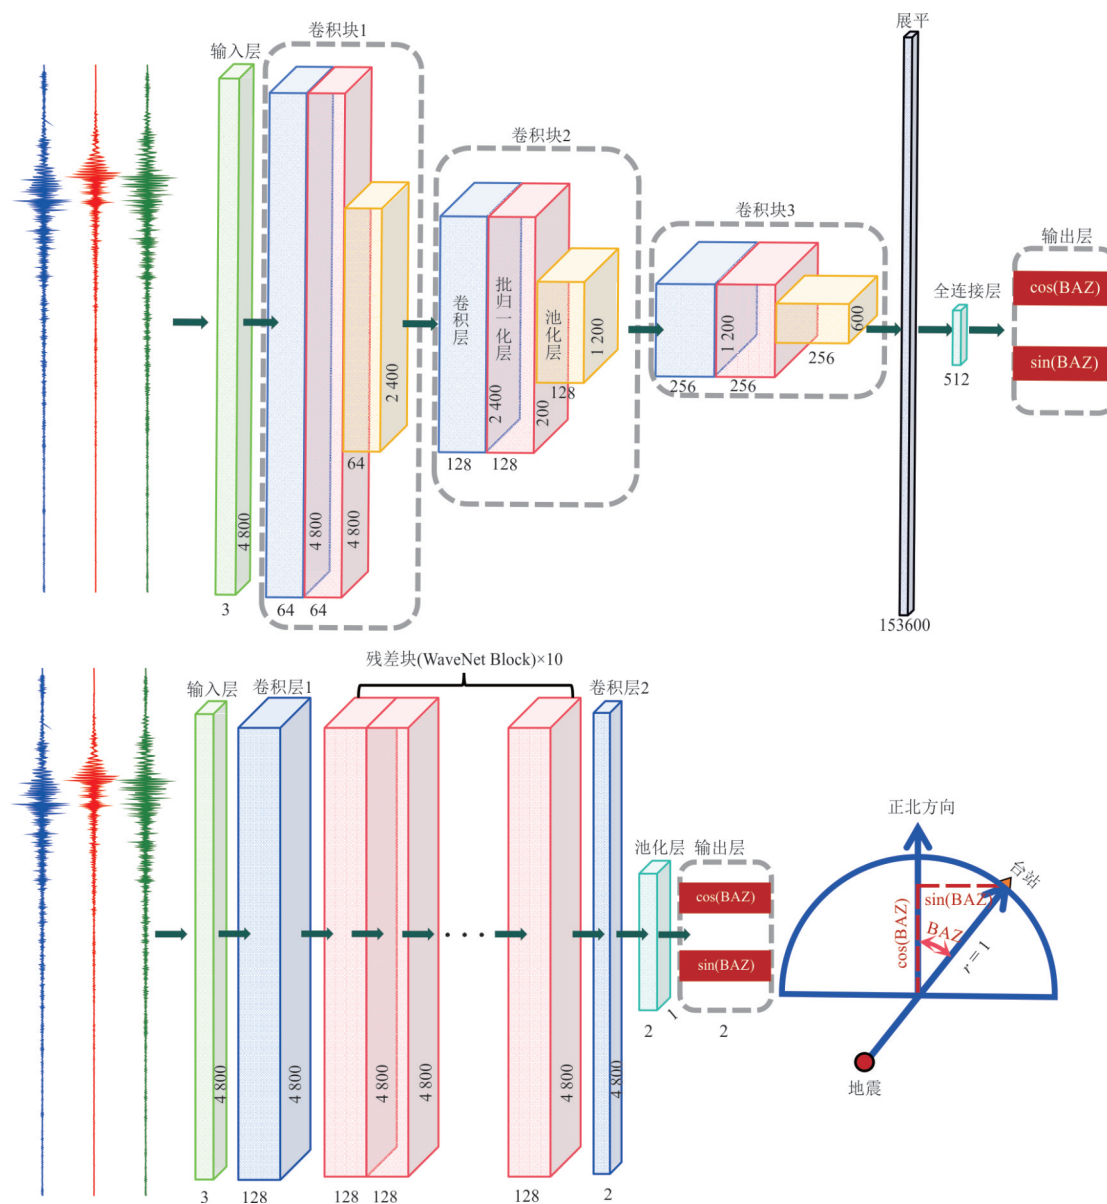 展平
卷积块1
输入层
卷积块2
卷积块3
输出层
cos(BAZ)
全连接层
sin(BAZ)
卷积层
批归一化层
池化层
1 200
1 200
600
256
2 400
128
256
256
512
2 400
200
64
128
128
4 800
4 800
4 800
3
64
64
153600
残差块(WaveNet Block)×10
输入层
卷积层1
卷积层2
正北方向
池化层
输出层
台站
cos(BAZ)
sin(BAZ)
BAZ
cos(BAZ)
r=1
sin(BAZ)
. . .
2
1
2
地震
4 800
4 800
4 800
4 800
4 800
4 800
3
128
128
128
128
2